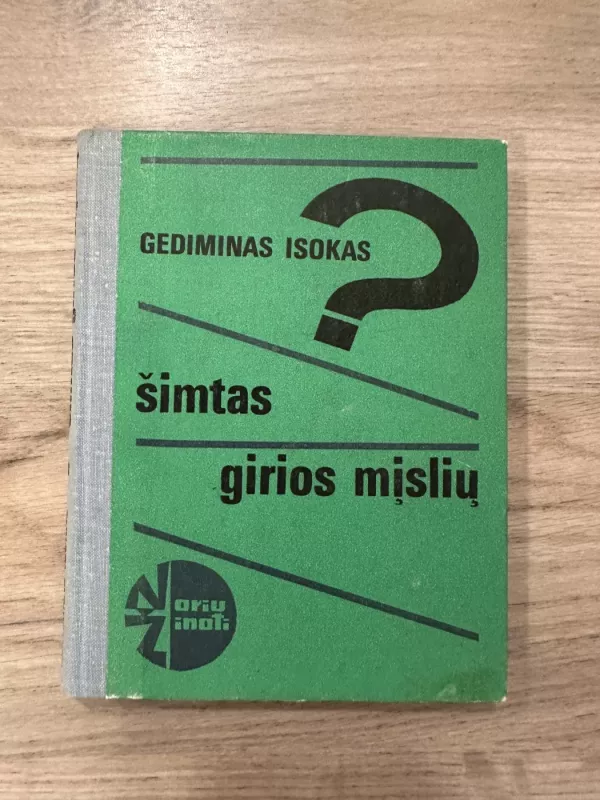 GEDIMINAS ISOKAS
?
šimtas
girios mįslių
Noriu
Žinoti